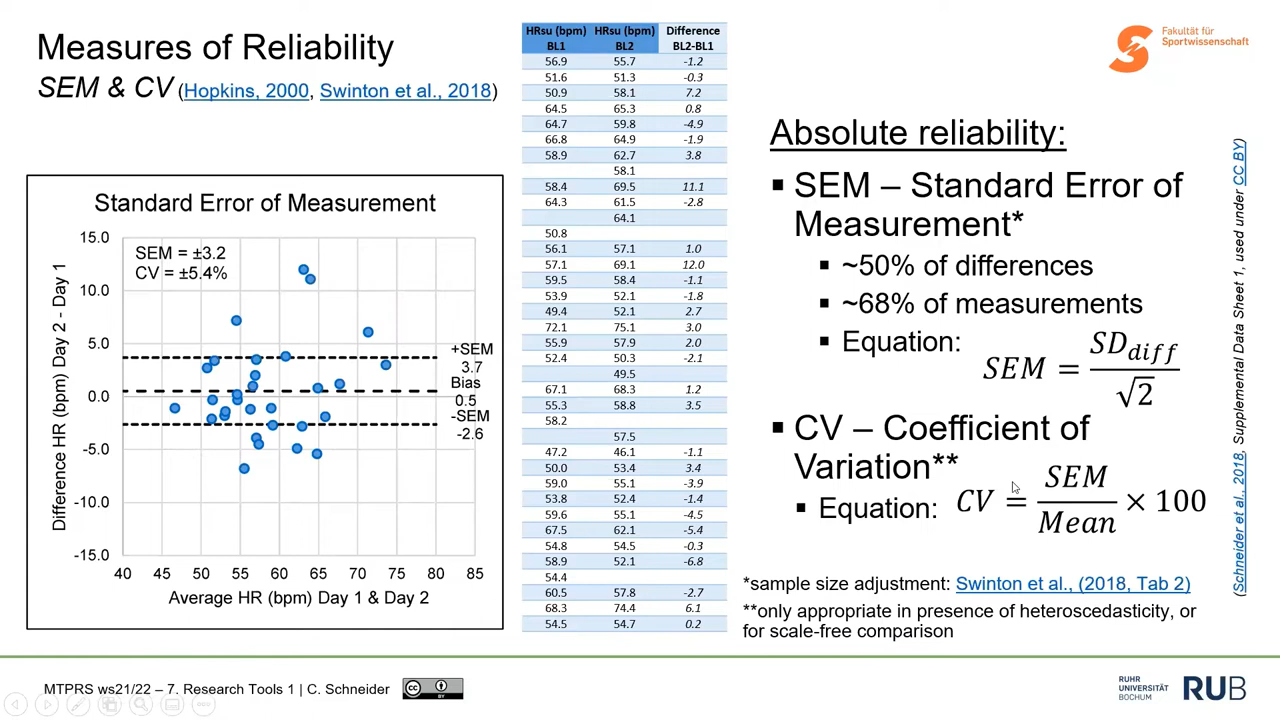 Measures of Reliability
SEM & CV (Hopkins, 2000, Swinton et al., 2018)
Standard Error of Measurement
SEM = ±3.2
CV = ±5.4%
15.0
10.0
5.0
0.0
-5.0
-10.0
-15.0
Difference HR (bpm) Day 2 - Day 1
+SEM
3.7
Bias
0.5
-SEM
-2.6
40 45 50 55 60 65 70 75 80 85
Average HR (bpm) Day 1 & Day 2
HRsu (bpm) HRsu (bpm) Difference
BL1 BL2 BL2-BL1
56.9 55.7 -1.2
51.6 51.3 -0.3
50.9 58.1 7.2
64.5 65.3 0.8
64.7 59.8 -4.9
66.8 64.9 -1.9
58.9 62.7 3.8
58.1
58.4 69.5 11.1
64.3 61.5 -2.8
64.1
50.8
56.1 57.1 1.0
57.1 69.1 12.0
59.5 58.4 -1.1
53.9 52.1 -1.8
49.4 52.1 2.7
72.1 75.1 3.0
55.9 57.9 2.0
52.4 50.3 -2.1
49.5
67.1 68.3 1.2
55.3 58.8 3.5
58.2
57.5
47.2 46.1 -1.1
50.0 53.4 3.4
59.0 55.1 -3.9
53.8 52.4 -1.4
59.6 55.1 -4.5
67.5 62.1 -5.4
54.8 54.5 -0.3
58.9 52.1 -6.8
54.4
60.5 57.8 -2.7
68.3 74.4 6.1
54.5 54.7 0.2
Fakultät für
Sportwissenschaft
Absolute reliability:
▪ SEM – Standard Error of
Measurement*
▪ ~50% of differences
▪ ~68% of measurements
▪ Equation: SEM = SDdiff / √2
▪ CV – Coefficient of
Variation**
▪ Equation: CV = SEM / Mean × 100
*sample size adjustment: Swinton et al., (2018, Tab 2)
**only appropriate in presence of heteroscedasticity, or
for scale-free comparison
(Schneider et al., 2018, Supplemental Data Sheet 1, used under CC BY)
MTPRS ws21/22 – 7. Research Tools 1 | C. Schneider
cc BY
RUHR
UNIVERSITÄT
BOCHUM
RUB